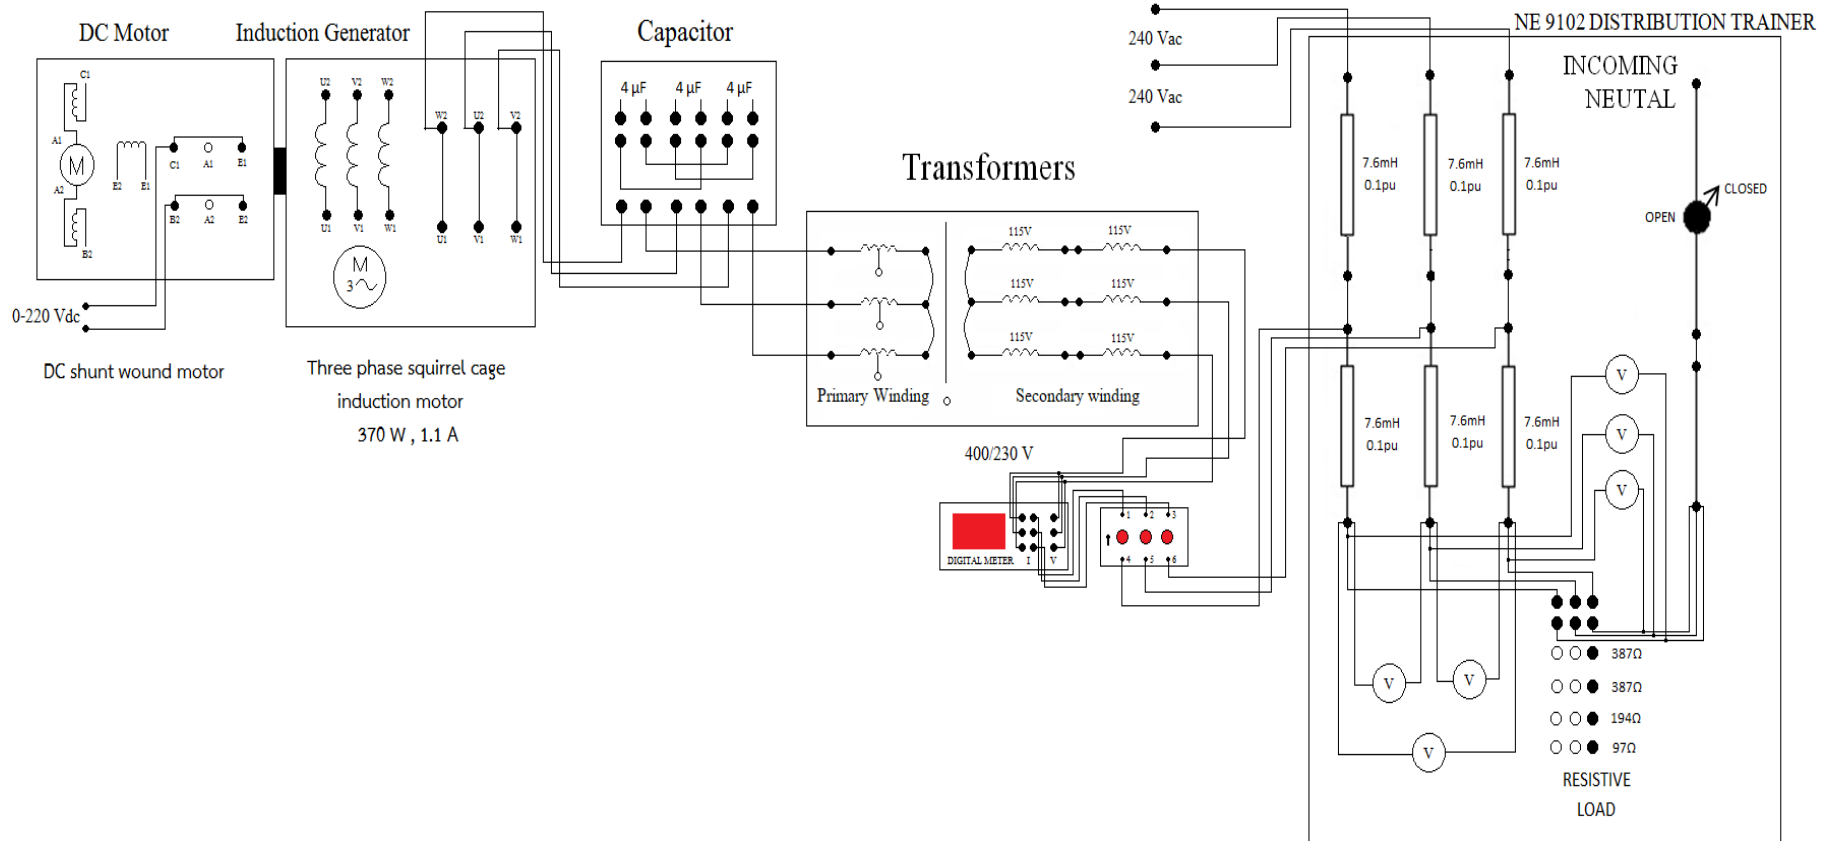 DC Motor
C1
A1
M
A2
B2
E2 E1
C1 A1 E1
B2 A2 E2
0-220 Vdc
DC shunt wound motor
Induction Generator
U2 V2 W2
U1 V1 W1
M
3
W2 U2 V2
U1 V1 W1
Three phase squirrel cage
induction motor
370 W , 1.1 A
Capacitor
4 µF 4 µF 4 µF
Transformers
115V 115V
115V 115V
115V 115V
Primary Winding
Secondary winding
400/230 V
DIGITAL METER I V
1 2 3
4 5 6
240 Vac
240 Vac
NE 9102 DISTRIBUTION TRAINER
INCOMING
NEUTAL
7.6mH 7.6mH 7.6mH
0.1pu 0.1pu 0.1pu
CLOSED
OPEN
7.6mH 7.6mH 7.6mH
0.1pu 0.1pu 0.1pu
V
V
V
V V
V
387Ω
387Ω
194Ω
97Ω
RESISTIVE
LOAD